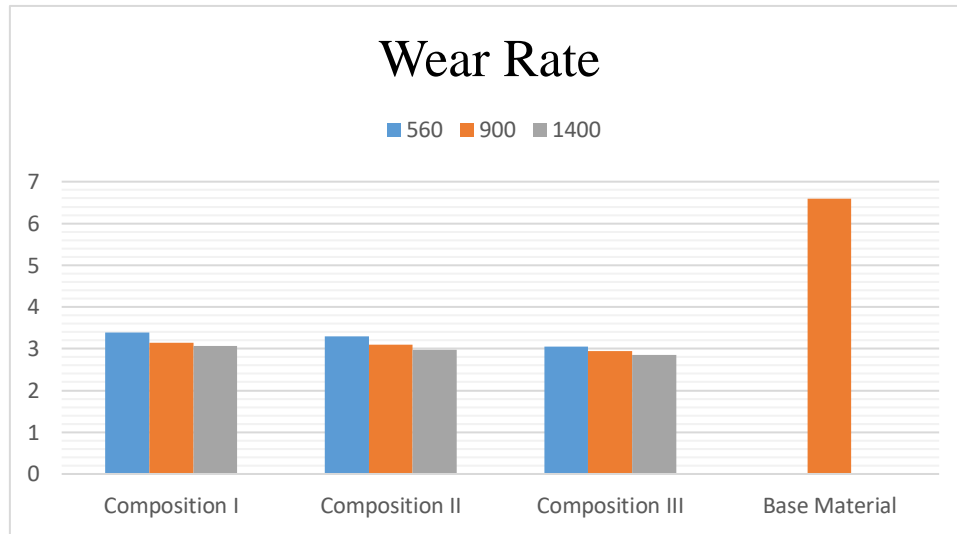 Wear Rate
560 900 1400
7
6
5
4
3
2
1
0
Composition I Composition II Composition III Base Material